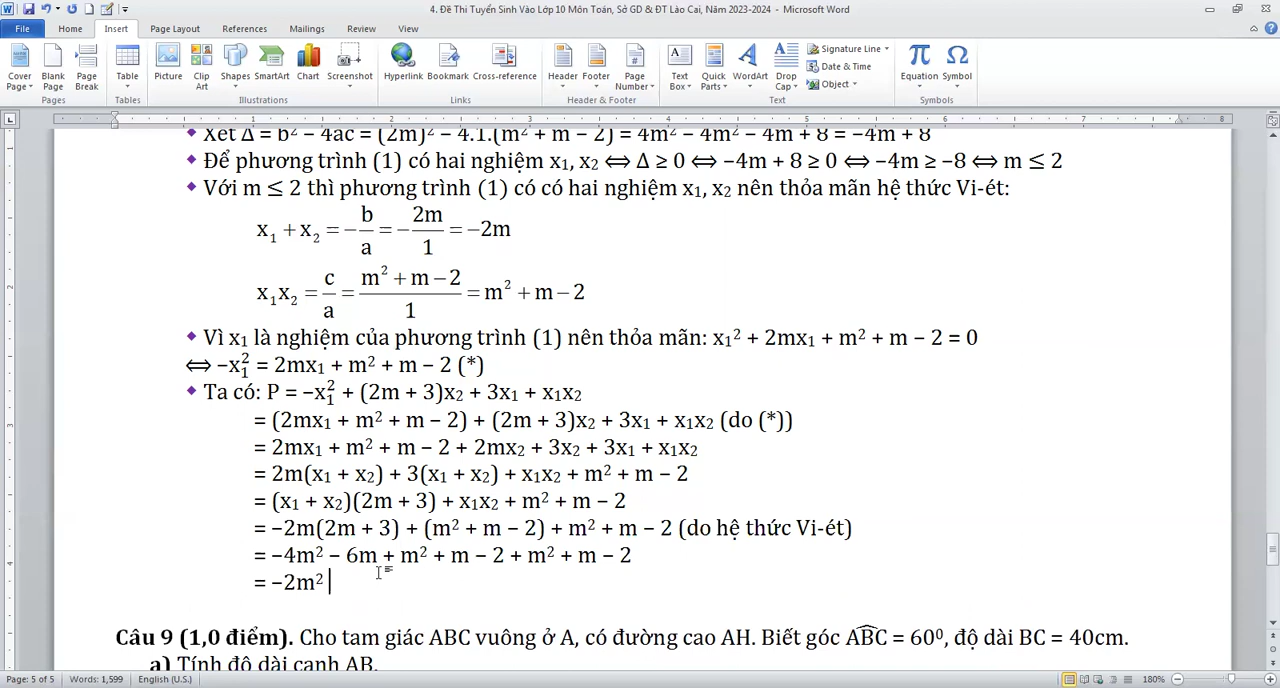 4. Đề Thi Tuyển Sinh Vào Lớp 10 Môn Toán, Sở GD & ĐT Lào Cai, Năm 2023-2024 - Microsoft Word
File Home Insert Page Layout References Mailings Review View
Cover Page Blank Page Page Break Table Picture Clip Art Shapes SmartArt Chart Screenshot Hyperlink Bookmark Cross-reference Header Footer Page Number Text Box Quick Parts WordArt Drop Cap Signature Line Date & Time Object Equation Symbol
Pages Tables Illustrations Links Header & Footer Text Symbols
1 2 3 4 5 6 7 8
Xét Δ = b² − 4ac = (2m)² − 4.1.(m² + m − 2) = 4m² − 4m² − 4m + 8 = −4m + 8
Để phương trình (1) có hai nghiệm x₁, x₂ ⟺ Δ ≥ 0 ⟺ −4m + 8 ≥ 0 ⟺ −4m ≥ −8 ⟺ m ≤ 2
Với m ≤ 2 thì phương trình (1) có có hai nghiệm x₁, x₂ nên thỏa mãn hệ thức Vi-ét:
x₁ + x₂ = −b/a = −2m/1 = −2m
x₁x₂ = c/a = (m² + m − 2)/1 = m² + m − 2
Vì x₁ là nghiệm của phương trình (1) nên thỏa mãn: x₁² + 2mx₁ + m² + m − 2 = 0
⟺ −x₁² = 2mx₁ + m² + m − 2 (*)
Ta có: P = −x₁² + (2m + 3)x₂ + 3x₁ + x₁x₂
= (2mx₁ + m² + m − 2) + (2m + 3)x₂ + 3x₁ + x₁x₂ (do (*))
= 2mx₁ + m² + m − 2 + 2mx₂ + 3x₂ + 3x₁ + x₁x₂
= 2m(x₁ + x₂) + 3(x₁ + x₂) + x₁x₂ + m² + m − 2
= (x₁ + x₂)(2m + 3) + x₁x₂ + m² + m − 2
= −2m(2m + 3) + (m² + m − 2) + m² + m − 2 (do hệ thức Vi-ét)
= −4m² − 6m + m² + m − 2 + m² + m − 2
= −2m²
Câu 9 (1,0 điểm). Cho tam giác ABC vuông ở A, có đường cao AH. Biết góc ABC = 60⁰, độ dài BC = 40cm.
a) Tính độ dài cạnh AB.
Page: 5 of 5 Words: 1,599 English (U.S.) 180%